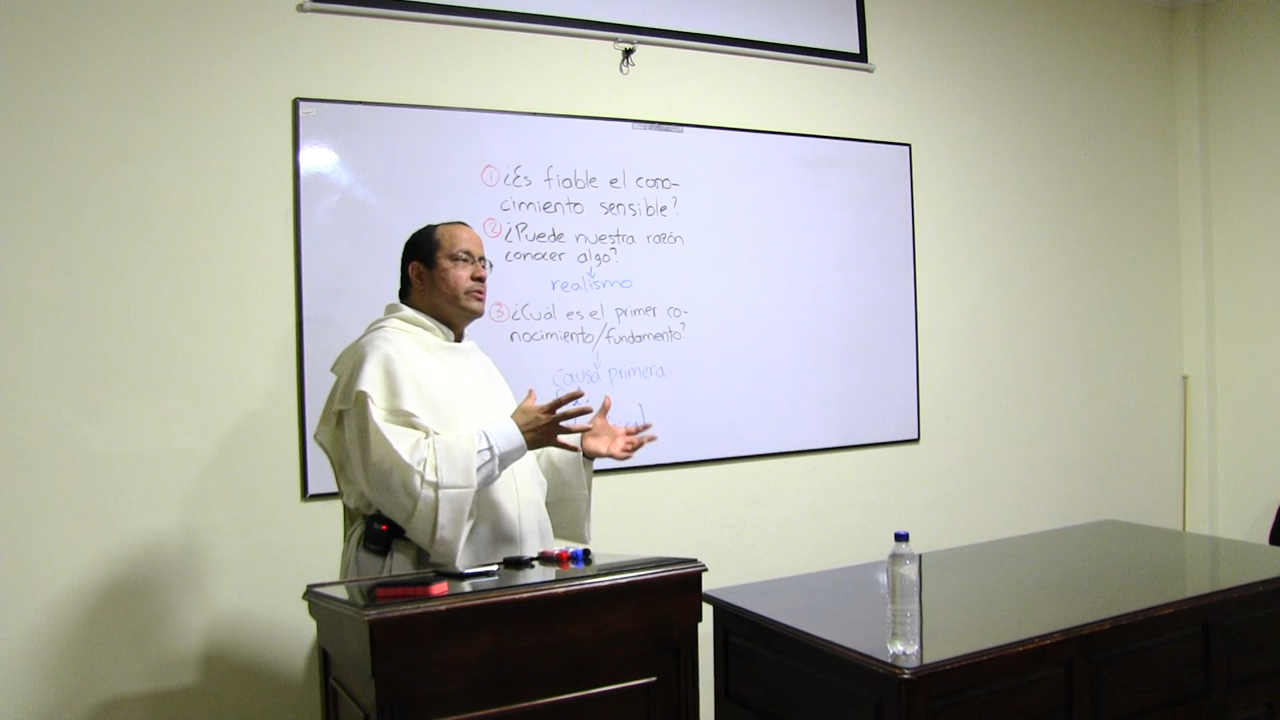 ① ¿Es fiable el cono-
cimiento sensible?
② ¿Puede nuestra razón
conocer algo?
realismo
③ ¿Cuál es el primer co-
nocimiento/fundamento?
causa primera